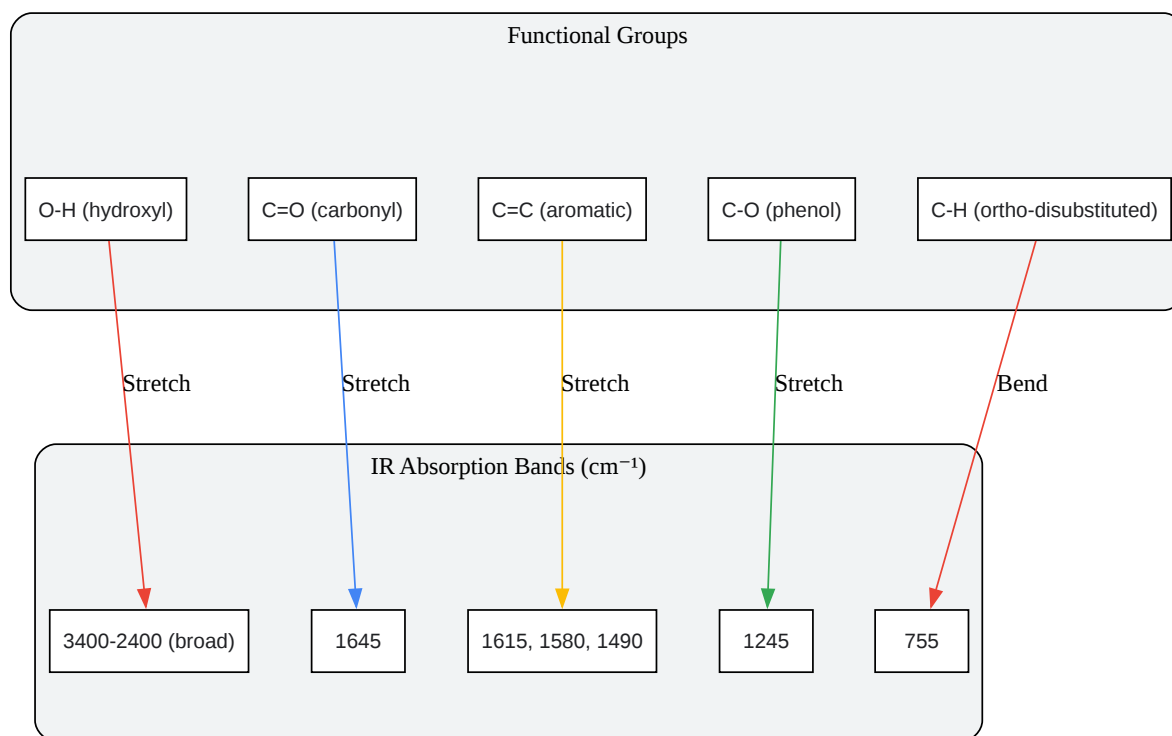 Functional Groups
O-H (hydroxyl)
C=O (carbonyl)
C=C (aromatic)
C-O (phenol)
C-H (ortho-disubstituted)
Stretch
Stretch
Stretch
Stretch
Bend
IR Absorption Bands (cm⁻¹)
3400-2400 (broad)
1645
1615, 1580, 1490
1245
755